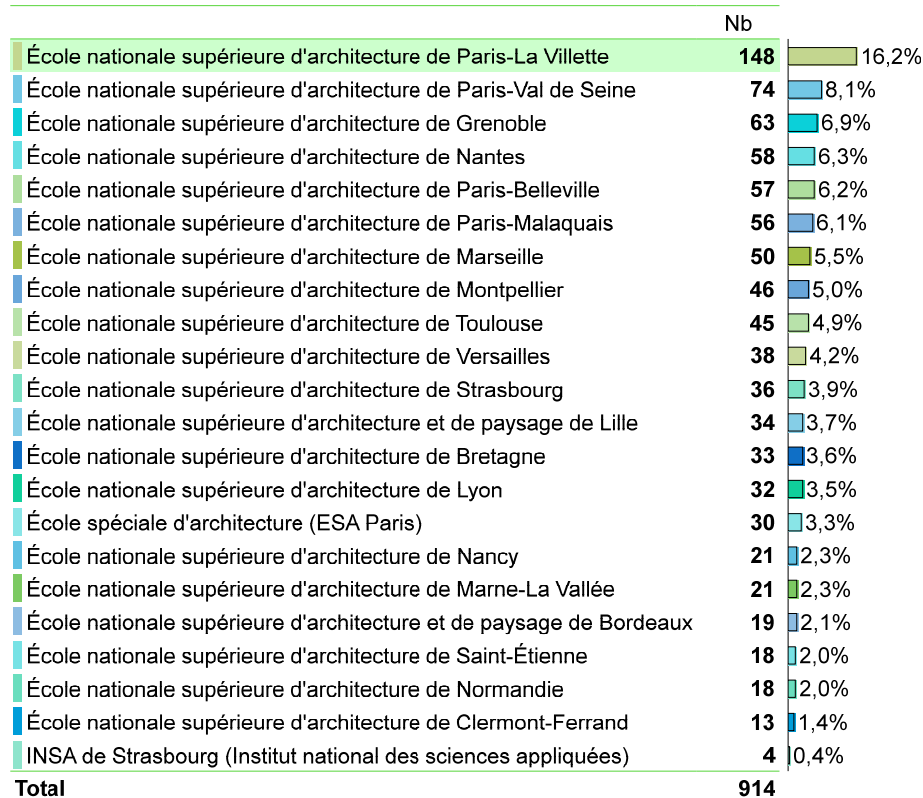 Nb
École nationale supérieure d'architecture de Paris-La Villette 148 16,2%
École nationale supérieure d'architecture de Paris-Val de Seine 74 8,1%
École nationale supérieure d'architecture de Grenoble 63 6,9%
École nationale supérieure d'architecture de Nantes 58 6,3%
École nationale supérieure d'architecture de Paris-Belleville 57 6,2%
École nationale supérieure d'architecture de Paris-Malaquais 56 6,1%
École nationale supérieure d'architecture de Marseille 50 5,5%
École nationale supérieure d'architecture de Montpellier 46 5,0%
École nationale supérieure d'architecture de Toulouse 45 4,9%
École nationale supérieure d'architecture de Versailles 38 4,2%
École nationale supérieure d'architecture de Strasbourg 36 3,9%
École nationale supérieure d'architecture et de paysage de Lille 34 3,7%
École nationale supérieure d'architecture de Bretagne 33 3,6%
École nationale supérieure d'architecture de Lyon 32 3,5%
École spéciale d'architecture (ESA Paris) 30 3,3%
École nationale supérieure d'architecture de Nancy 21 2,3%
École nationale supérieure d'architecture de Marne-La Vallée 21 2,3%
École nationale supérieure d'architecture et de paysage de Bordeaux 19 2,1%
École nationale supérieure d'architecture de Saint-Étienne 18 2,0%
École nationale supérieure d'architecture de Normandie 18 2,0%
École nationale supérieure d'architecture de Clermont-Ferrand 13 1,4%
INSA de Strasbourg (Institut national des sciences appliquées) 4 0,4%
Total 914